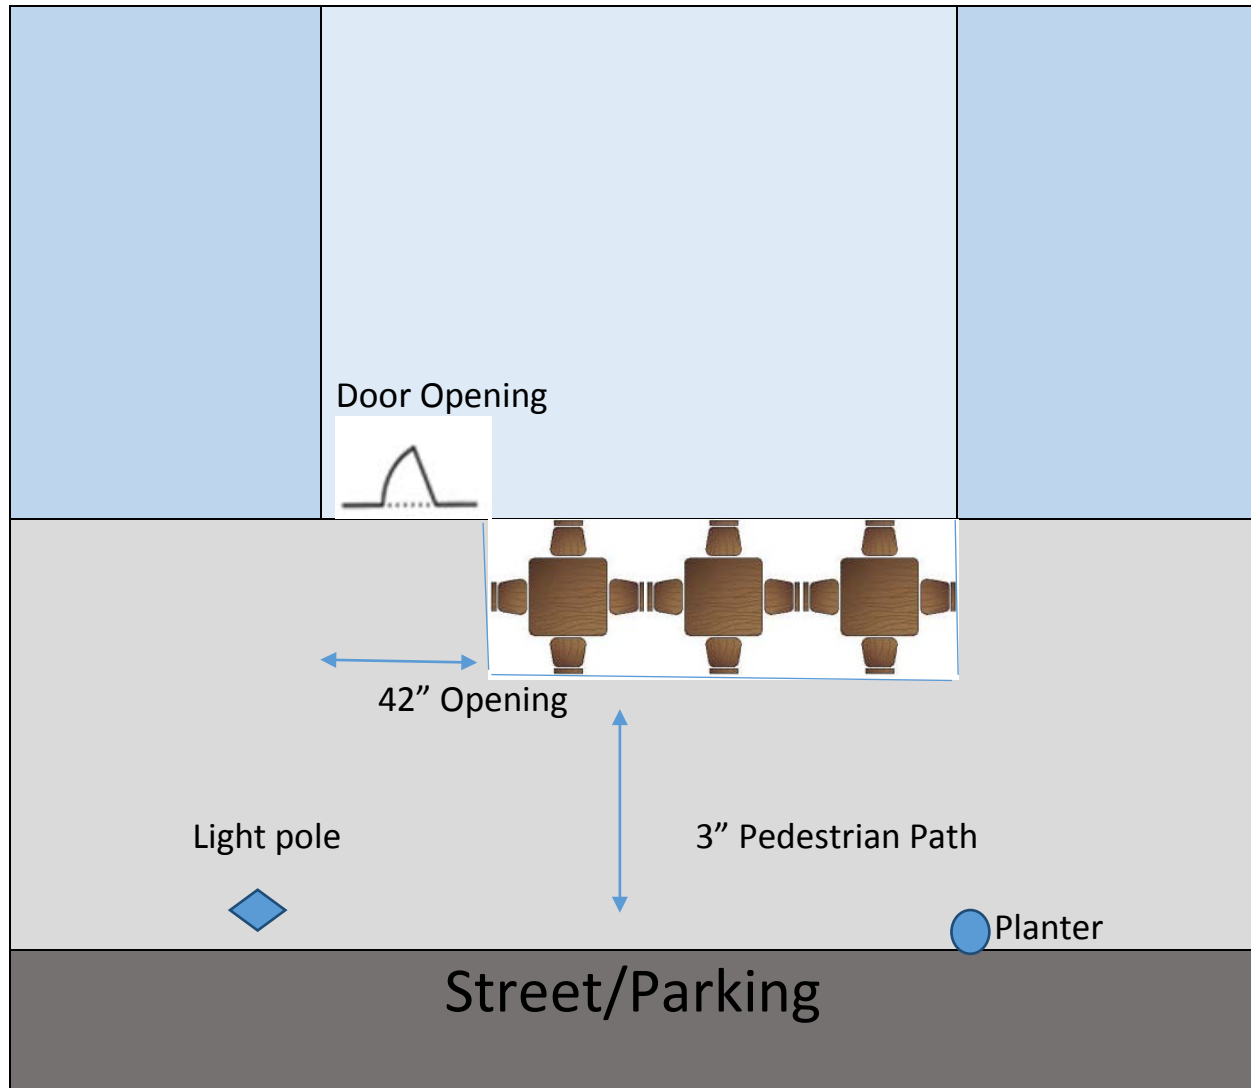 Door Opening
42” Opening
Light pole
3” Pedestrian Path
Planter
Street/Parking